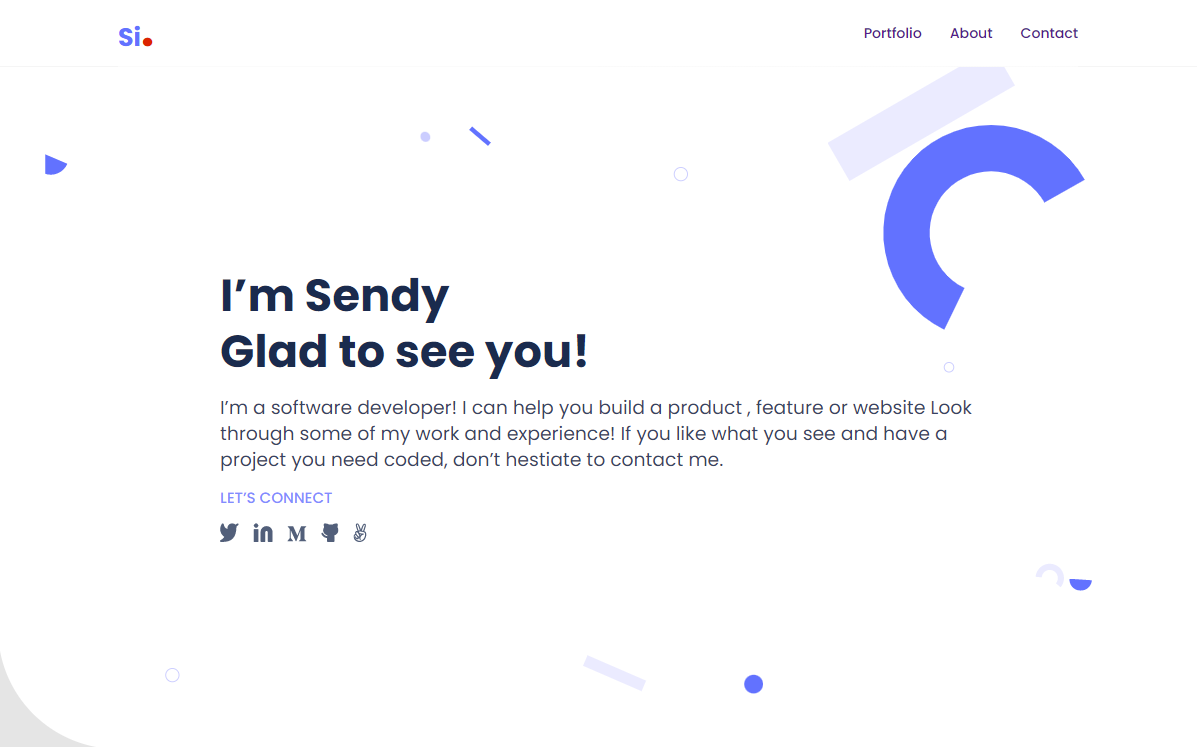 Si.
Portfolio About Contact
I’m Sendy
Glad to see you!
I’m a software developer! I can help you build a product , feature or website Look
through some of my work and experience! If you like what you see and have a
project you need coded, don’t hestiate to contact me.
LET’S CONNECT